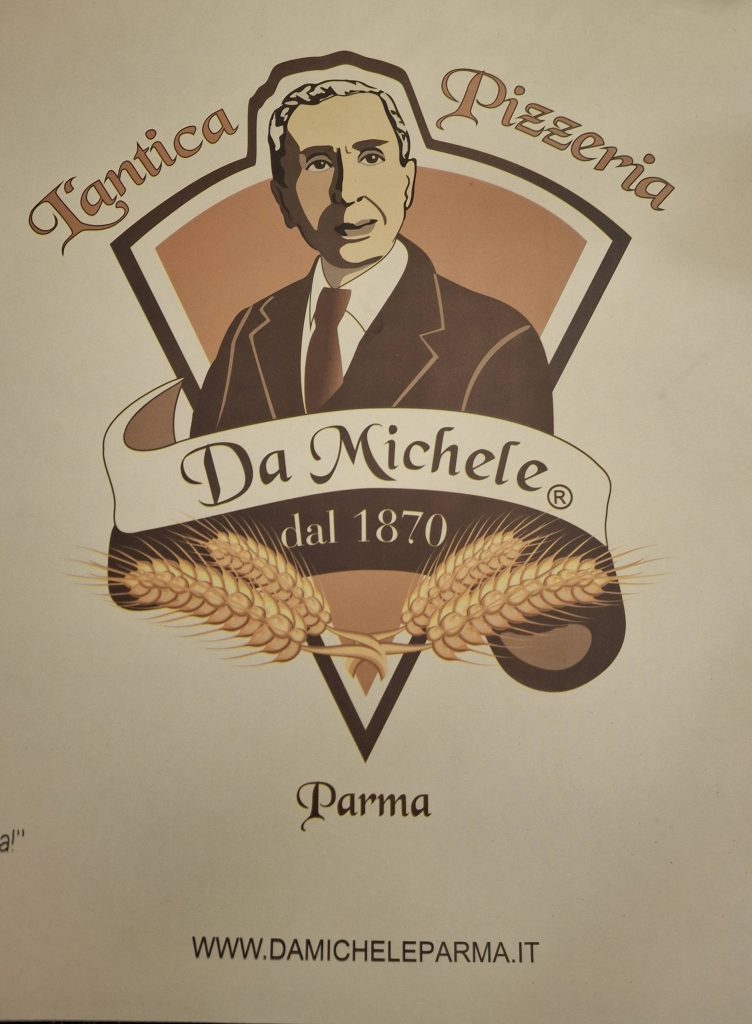 L'antica Pizzeria
Da Michele®
dal 1870
Parma
a!"
WWW.DAMICHELEPARMA.IT